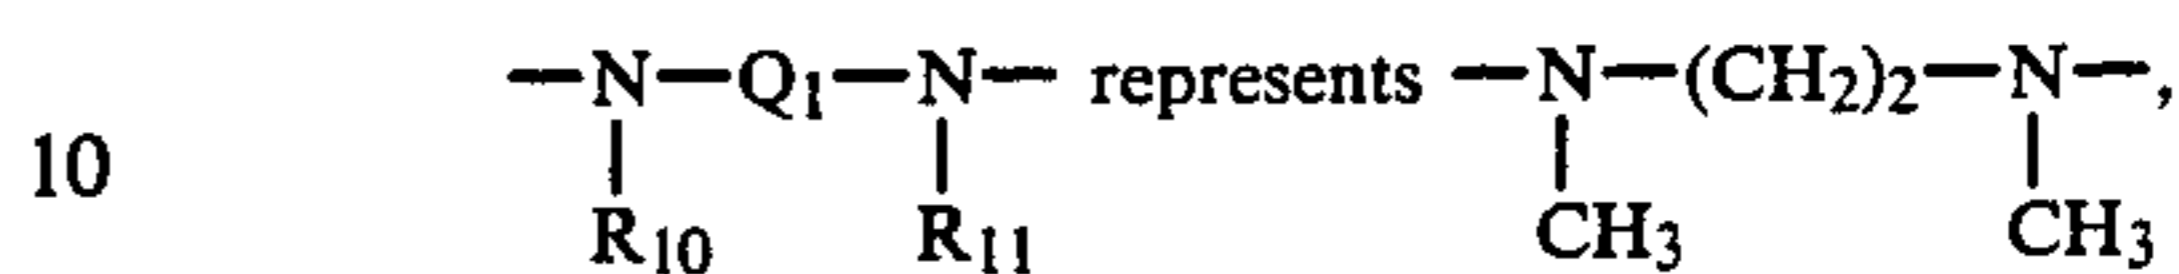 —N—Q₁—N— represents —N—(CH₂)₂—N—,
10
R₁₀ R₁₁ CH₃ CH₃